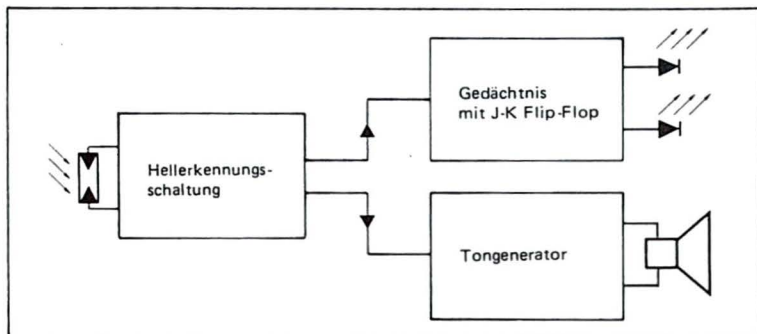 Gedächtnis
mit J-K Flip-Flop
Hellerkennungs-
schaltung
Tongenerator